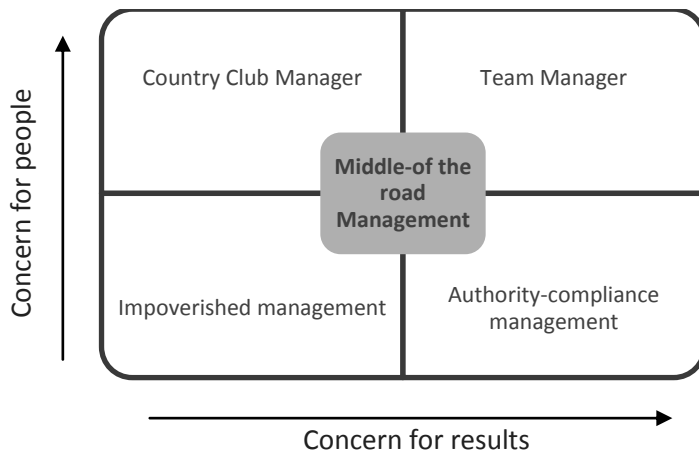 Country Club Manager
Team Manager
Middle-of the
road
Management
Impoverished management
Authority-compliance
management
Concern for people
Concern for results